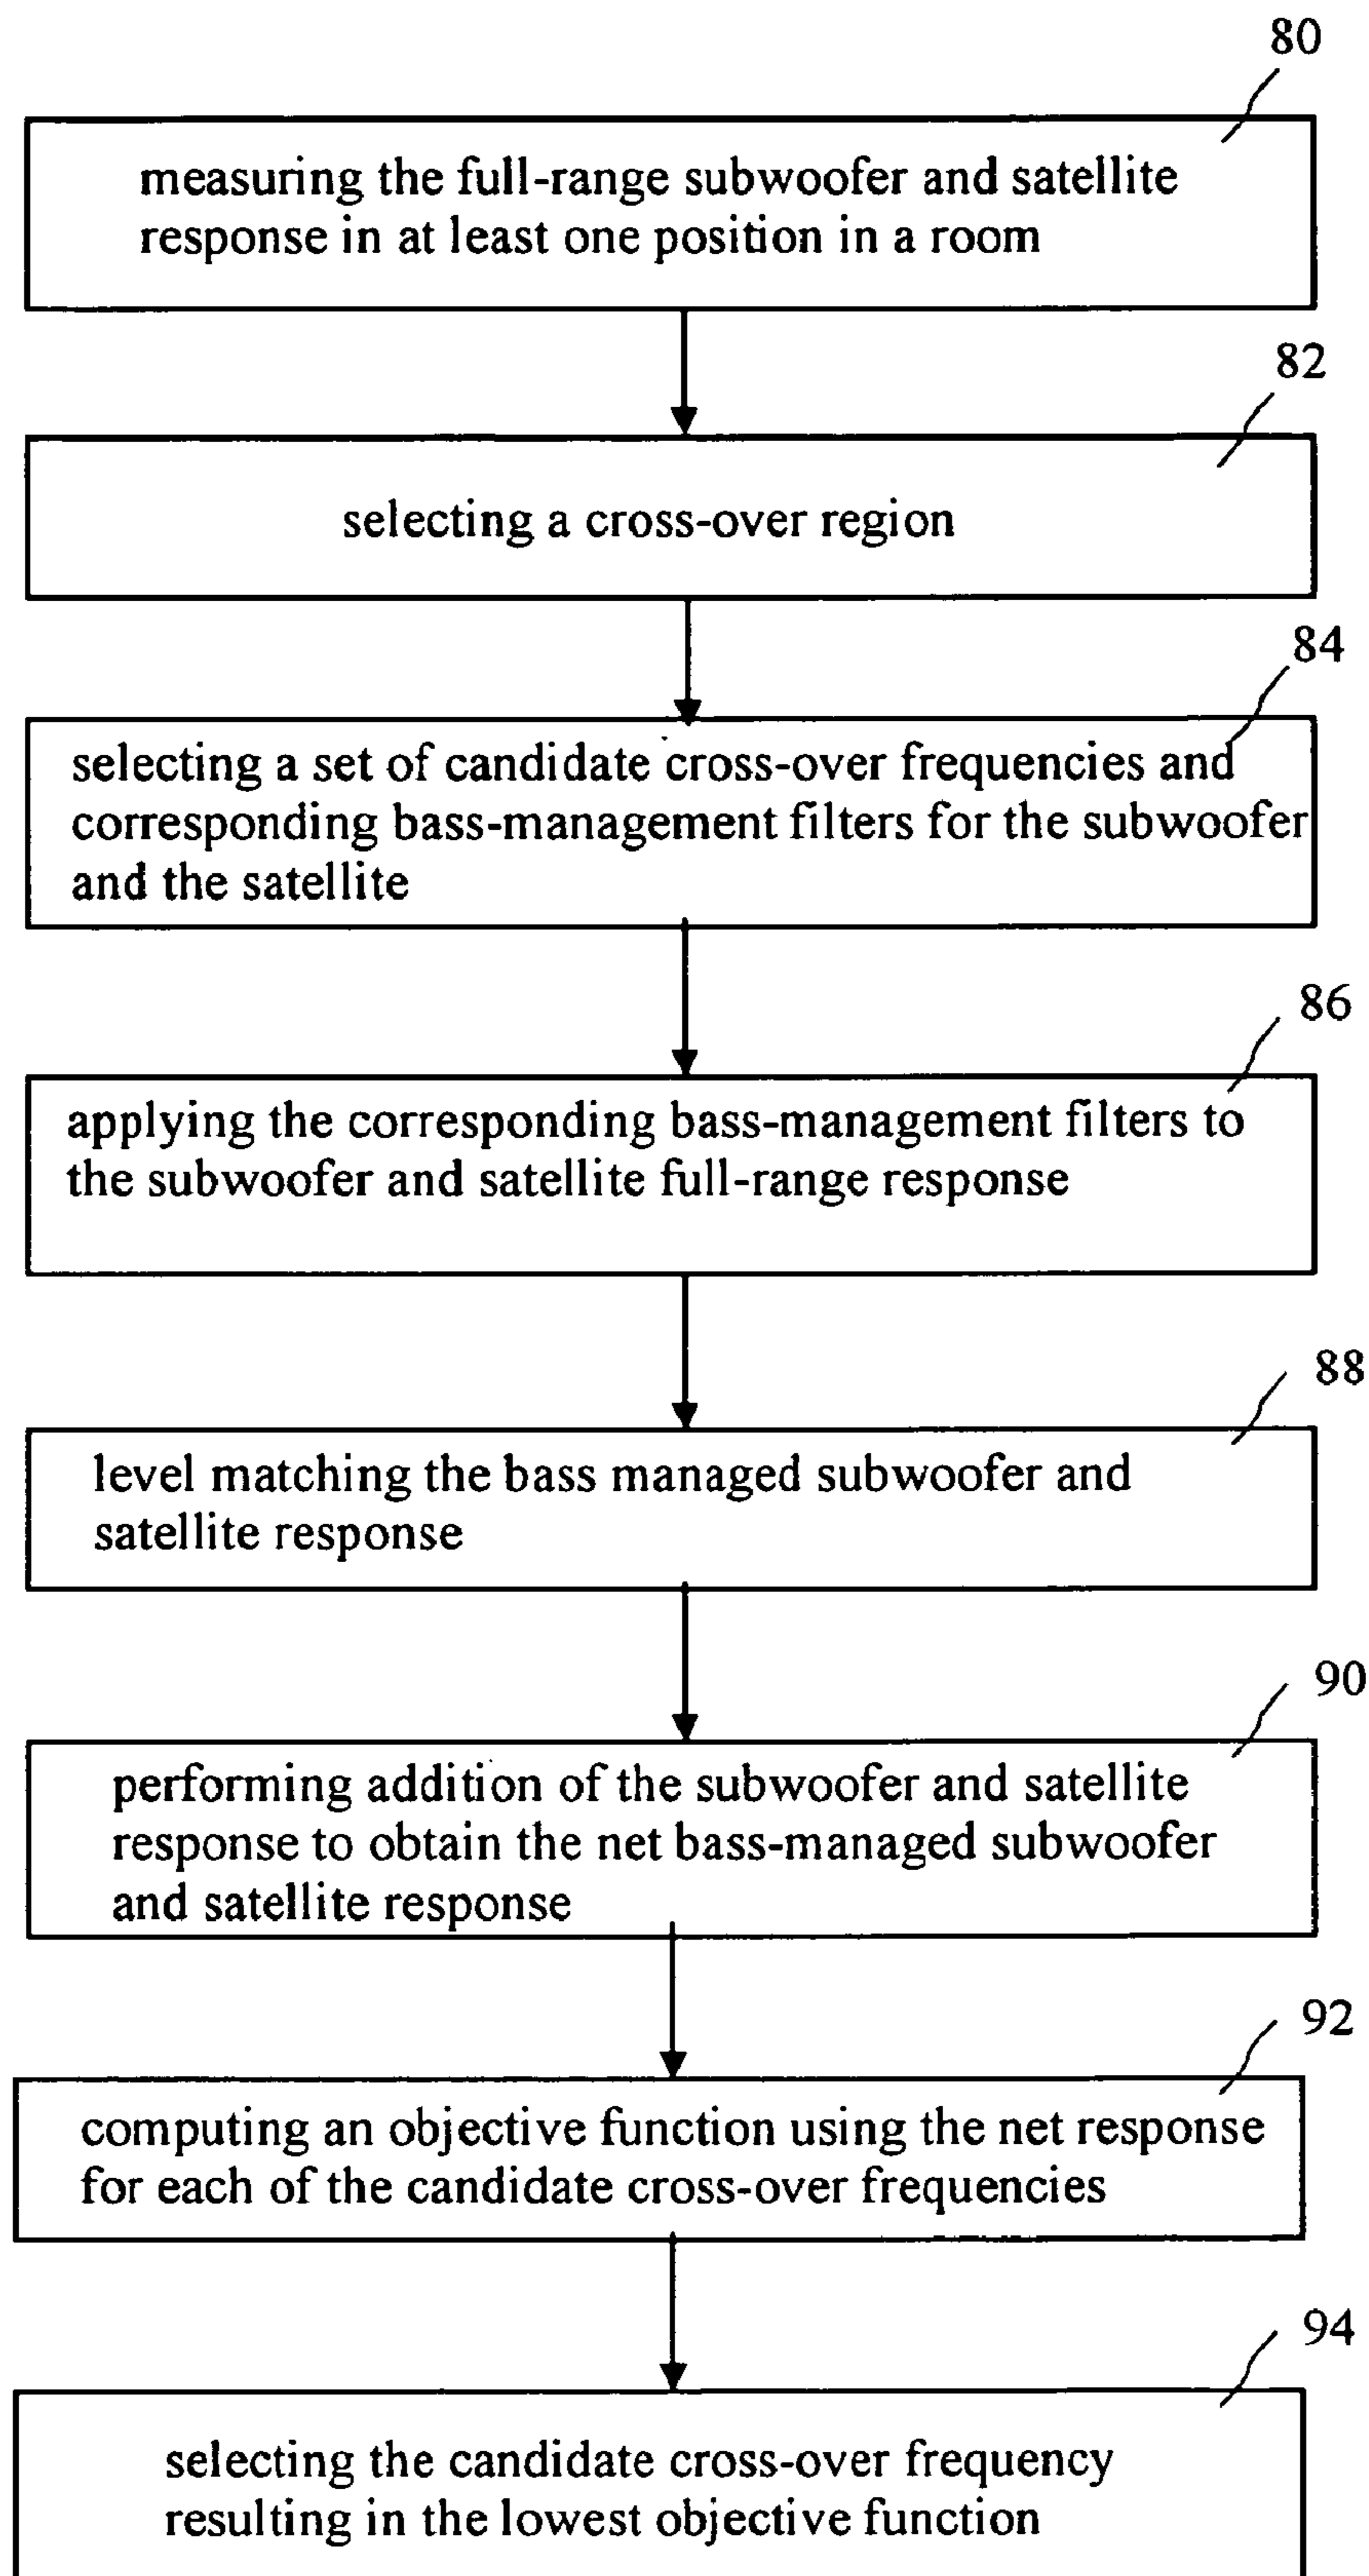 80
measuring the full-range subwoofer and satellite
response in at least one position in a room
82
selecting a cross-over region
84
selecting a set of candidate cross-over frequencies and
corresponding bass-management filters for the subwoofer
and the satellite
86
applying the corresponding bass-management filters to
the subwoofer and satellite full-range response
88
level matching the bass managed subwoofer and
satellite response
90
performing addition of the subwoofer and satellite
response to obtain the net bass-managed subwoofer
and satellite response
92
computing an objective function using the net response
for each of the candidate cross-over frequencies
94
selecting the candidate cross-over frequency
resulting in the lowest objective function